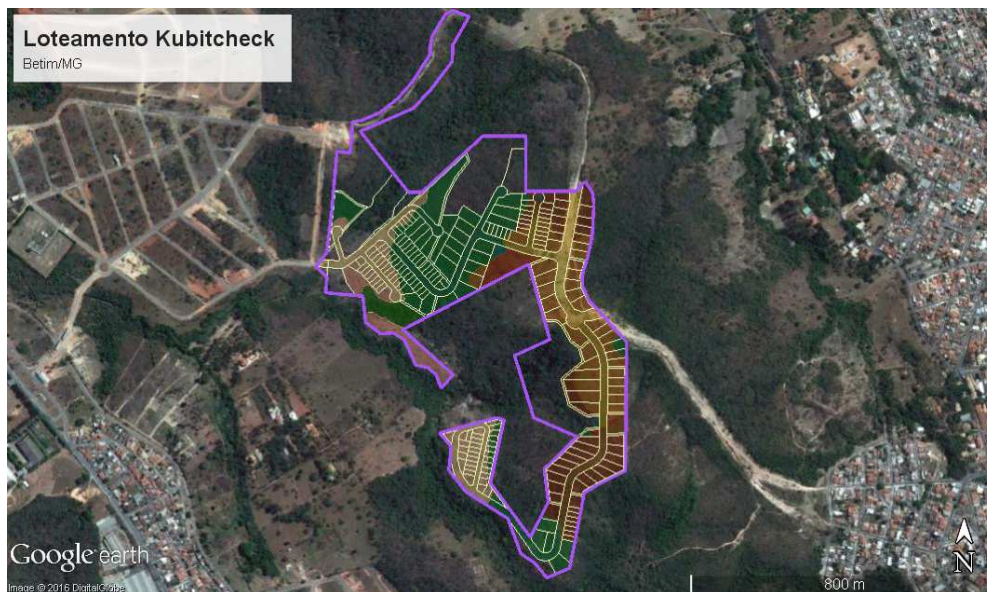 Loteamento Kubitcheck
Betim/MG
Google earth
Image © 2016 DigitalGlobe
800 m
N